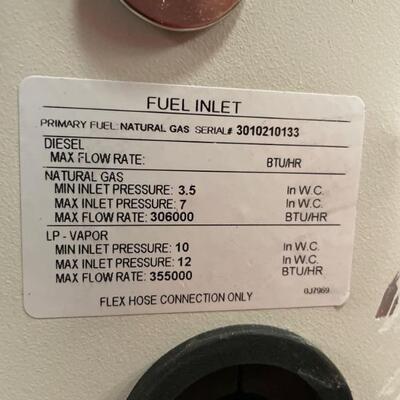 FUEL INLET
PRIMARY FUEL: NATURAL GAS SERIAL# 3010210133
DIESEL
MAX FLOW RATE: BTU/HR
NATURAL GAS
MIN INLET PRESSURE: 3.5 In W.C.
MAX INLET PRESSURE: 7 In W.C.
MAX FLOW RATE: 306000 BTU/HR
LP - VAPOR
MIN INLET PRESSURE: 10 In W.C.
MAX INLET PRESSURE: 12 In W.C.
MAX FLOW RATE: 355000 BTU/HR
FLEX HOSE CONNECTION ONLY 0J7969